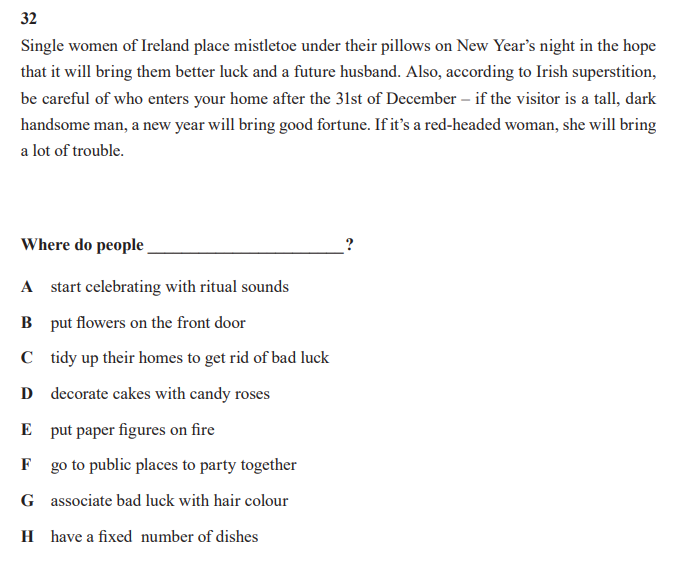 32
Single women of Ireland place mistletoe under their pillows on New Year’s night in the hope
that it will bring them better luck and a future husband. Also, according to Irish superstition,
be careful of who enters your home after the 31st of December – if the visitor is a tall, dark
handsome man, a new year will bring good fortune. If it’s a red-headed woman, she will bring
a lot of trouble.
Where do people ______________________?
A start celebrating with ritual sounds
B put flowers on the front door
C tidy up their homes to get rid of bad luck
D decorate cakes with candy roses
E put paper figures on fire
F go to public places to party together
G associate bad luck with hair colour
H have a fixed number of dishes